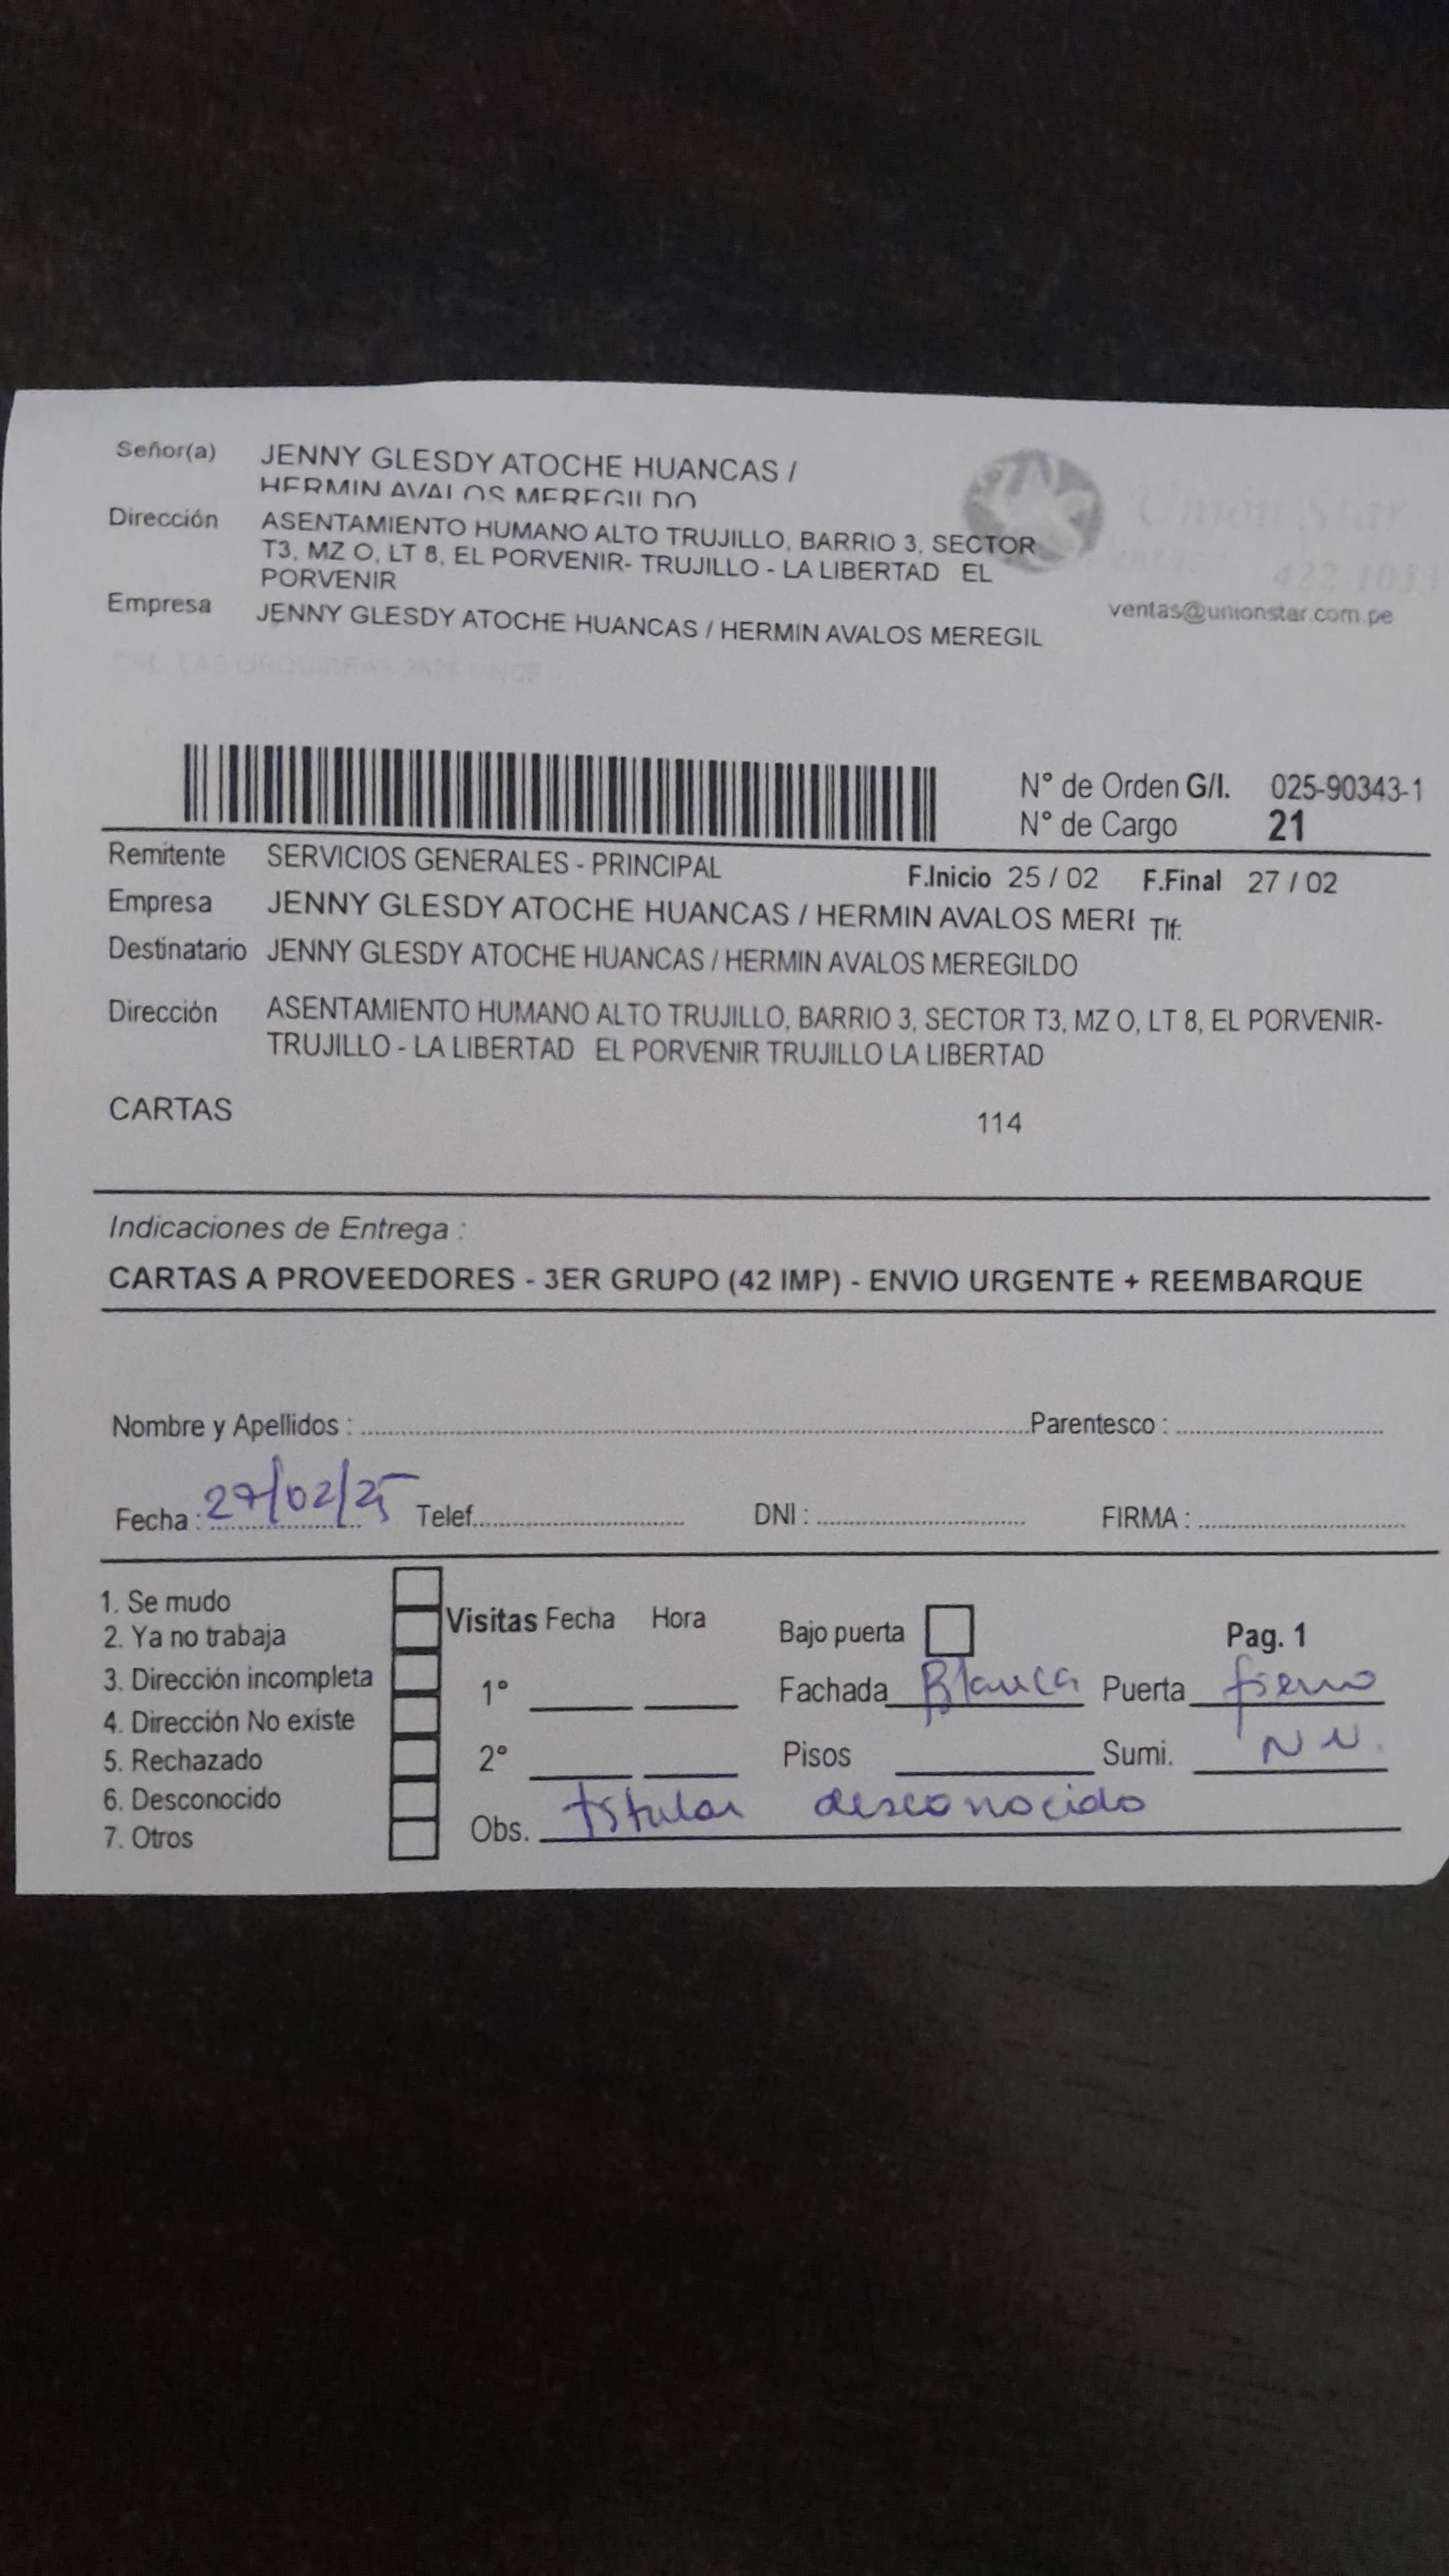 Señor(a) JENNY GLESDY ATOCHE HUANCAS /
HERMIN AVALOS MEREGILDO
Dirección ASENTAMIENTO HUMANO ALTO TRUJILLO, BARRIO 3, SECTOR
T3, MZ O, LT 8, EL PORVENIR- TRUJILLO - LA LIBERTAD EL
PORVENIR
Empresa JENNY GLESDY ATOCHE HUANCAS / HERMIN AVALOS MEREGIL
Union Star
ventas@unionstar.com.pe
N° de Orden G/I. 025-90343-1
N° de Cargo 21
Remitente SERVICIOS GENERALES - PRINCIPAL F.Inicio 25 / 02 F.Final 27 / 02
Empresa JENNY GLESDY ATOCHE HUANCAS / HERMIN AVALOS MERE Tlf:
Destinatario JENNY GLESDY ATOCHE HUANCAS / HERMIN AVALOS MEREGILDO
Dirección ASENTAMIENTO HUMANO ALTO TRUJILLO, BARRIO 3, SECTOR T3, MZ O, LT 8, EL PORVENIR-
TRUJILLO - LA LIBERTAD EL PORVENIR TRUJILLO LA LIBERTAD
CARTAS 114
Indicaciones de Entrega :
CARTAS A PROVEEDORES - 3ER GRUPO (42 IMP) - ENVIO URGENTE + REEMBARQUE
Nombre y Apellidos : Parentesco :
Fecha : 27/02/25 Telef. DNI : FIRMA :
1. Se mudo
2. Ya no trabaja
3. Dirección incompleta
4. Dirección No existe
5. Rechazado
6. Desconocido
7. Otros
Visitas Fecha Hora
1°
2°
Bajo puerta Pag. 1
Fachada Blanca Puerta fierro
Pisos Sumi. N N.
Obs. titular desconocido